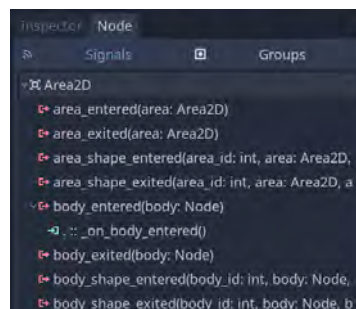 Inspector Node
Signals Groups
Area2D
area_entered(area: Area2D)
area_exited(area: Area2D)
area_shape_entered(area_id: int, area: Area2D,
area_shape_exited(area_id: int, area: Area2D, a
body_entered(body: Node)
. :: _on_body_entered()
body_exited(body: Node)
body_shape_entered(body_id: int, body: Node,
body_shape_exited(body_id: int, body: Node, b